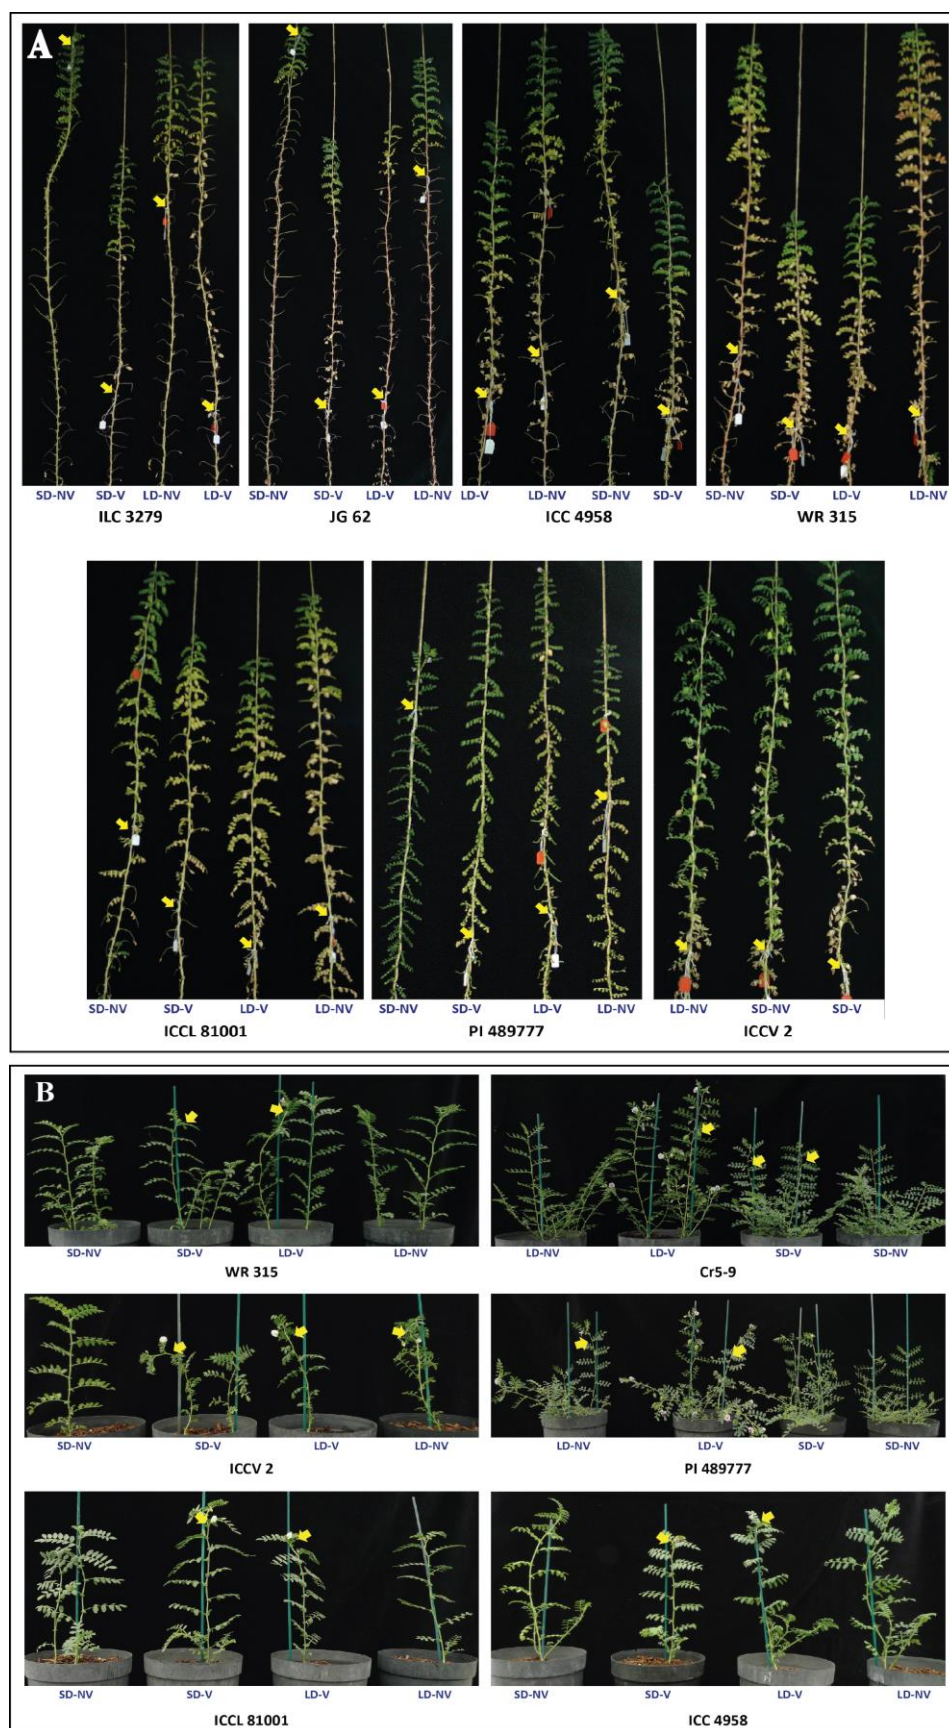 A
SD-NV SD-V LD-NV LD-V
ILC 3279
SD-NV SD-V LD-V LD-NV
JG 62
LD-V LD-NV SD-NV SD-V
ICC 4958
SD-NV SD-V LD-V LD-NV
WR 315
SD-NV SD-V LD-V LD-NV
ICCL 81001
SD-NV SD-V LD-V LD-NV
PI 489777
LD-NV SD-NV SD-V
ICCV 2
B
SD-NV SD-V LD-V LD-NV
WR 315
LD-NV LD-V SD-V SD-NV
Cr5-9
SD-NV SD-V LD-V LD-NV
ICCV 2
LD-NV LD-V SD-V SD-NV
PI 489777
SD-NV SD-V LD-V LD-NV
ICCL 81001
SD-NV SD-V LD-V LD-NV
ICC 4958